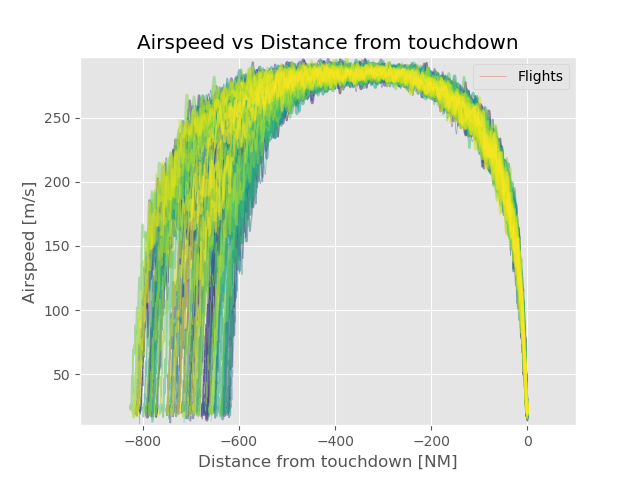 Airspeed vs Distance from touchdown
Flights
250
200
150
100
50
Airspeed [m/s]
−800 −600 −400 −200 0
Distance from touchdown [NM]